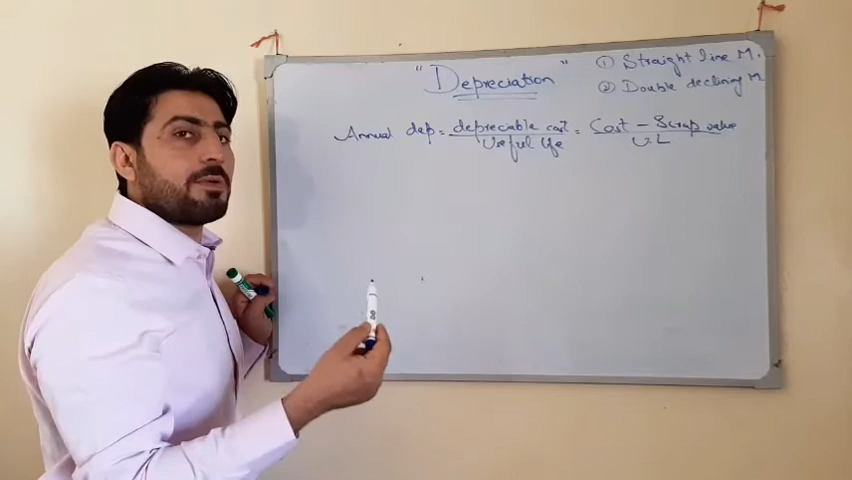 "Depreciation"
① Straight line M.
② Double declining M
Annual dep = depreciable cost / Useful life = Cost - Scrap value / U.L